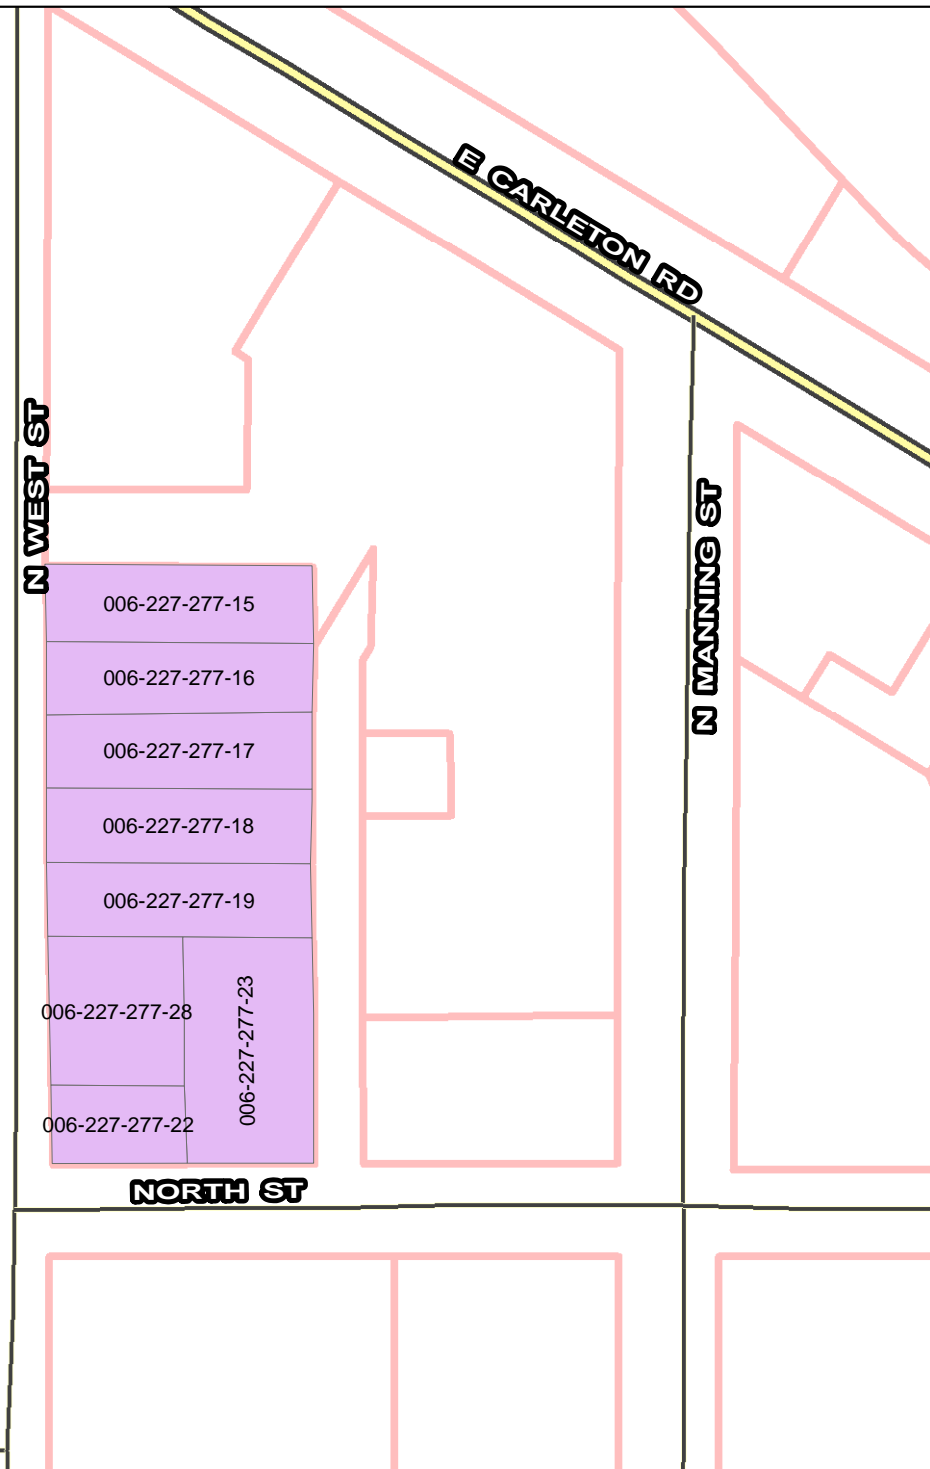 E CARLETON RD
N WEST ST
N MANNING ST
006-227-277-15
006-227-277-16
006-227-277-17
006-227-277-18
006-227-277-19
006-227-277-28
006-227-277-23
006-227-277-22
NORTH ST